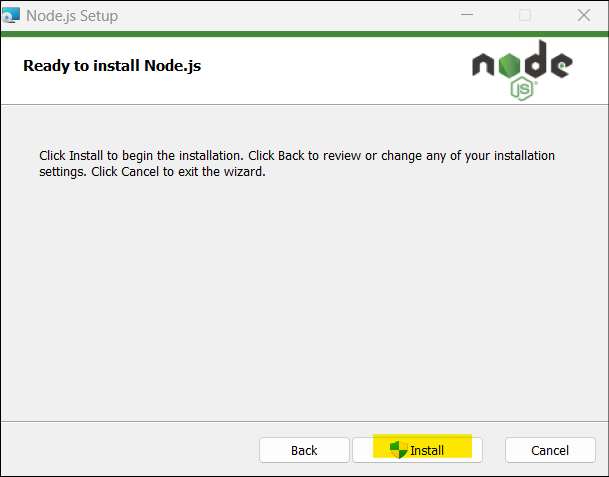 Node.js Setup
Ready to install Node.js
node
JS
Click Install to begin the installation. Click Back to review or change any of your installation
settings. Click Cancel to exit the wizard.
Back
Install
Cancel